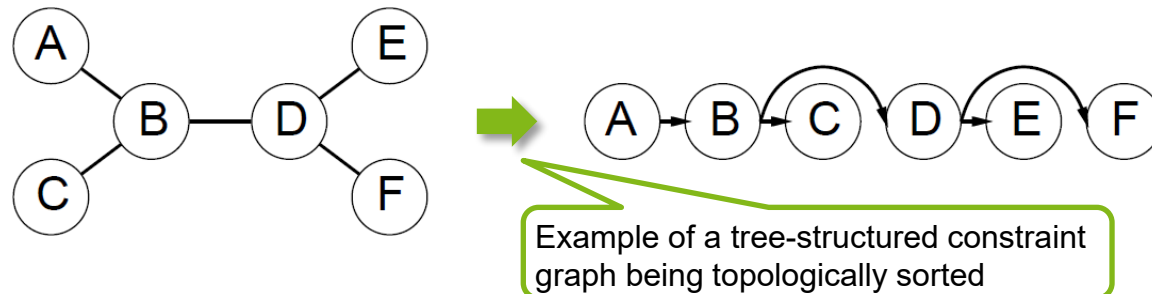 A
E
B
D
C
F
A B C D E F
Example of a tree-structured constraint
graph being topologically sorted